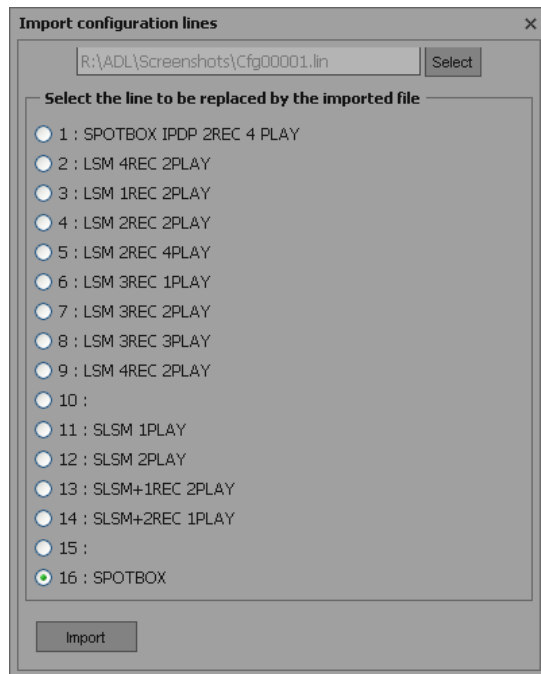 Import configuration lines
R:\ADL\Screenshots\Cfg00001.lin Select
Select the line to be replaced by the imported file
1 : SPOTBOX IPDP 2REC 4 PLAY
2 : LSM 4REC 2PLAY
3 : LSM 1REC 2PLAY
4 : LSM 2REC 2PLAY
5 : LSM 2REC 4PLAY
6 : LSM 3REC 1PLAY
7 : LSM 3REC 2PLAY
8 : LSM 3REC 3PLAY
9 : LSM 4REC 2PLAY
10 :
11 : SLSM 1PLAY
12 : SLSM 2PLAY
13 : SLSM+1REC 2PLAY
14 : SLSM+2REC 1PLAY
15 :
16 : SPOTBOX
Import